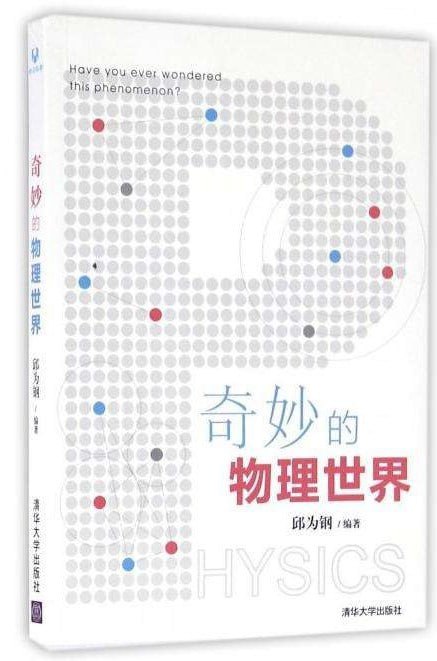 Have you ever wondered
this phenomenon?
奇妙的
物理世界
邱为钢 / 编著
HYSICS
清华大学出版社
奇妙的物理世界
邱为钢 / 编著
清华大学出版社